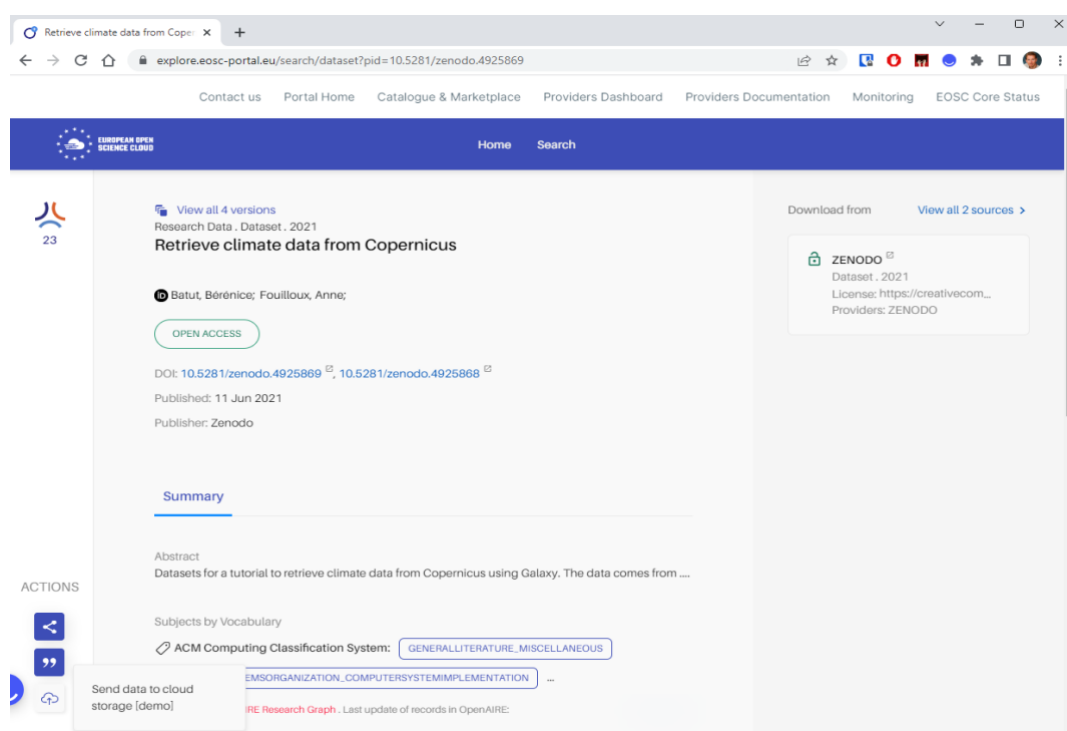 Retrieve climate data from Coper
explore.eosc-portal.eu/search/dataset?pid=10.5281/zenodo.4925869
Contact us Portal Home Catalogue & Marketplace Providers Dashboard Providers Documentation Monitoring EOSC Core Status
EUROPEAN OPEN
SCIENCE CLOUD
Home Search
23
View all 4 versions
Research Data . Dataset . 2021
Retrieve climate data from Copernicus
iD Batut, Bérénice; Fouilloux, Anne;
OPEN ACCESS
DOI: 10.5281/zenodo.4925869 , 10.5281/zenodo.4925868
Published: 11 Jun 2021
Publisher: Zenodo
Download from View all 2 sources
ZENODO
Dataset . 2021
License: https://creativecom...
Providers: ZENODO
Summary
Abstract
Datasets for a tutorial to retrieve climate data from Copernicus using Galaxy. The data comes from ....
Subjects by Vocabulary
ACM Computing Classification System: GENERALLITERATURE_MISCELLANEOUS
EMSORGANIZATION_COMPUTERSYSTEMIMPLEMENTATION ...
IRE Research Graph . Last update of records in OpenAIRE:
ACTIONS
Send data to cloud
storage [demo]